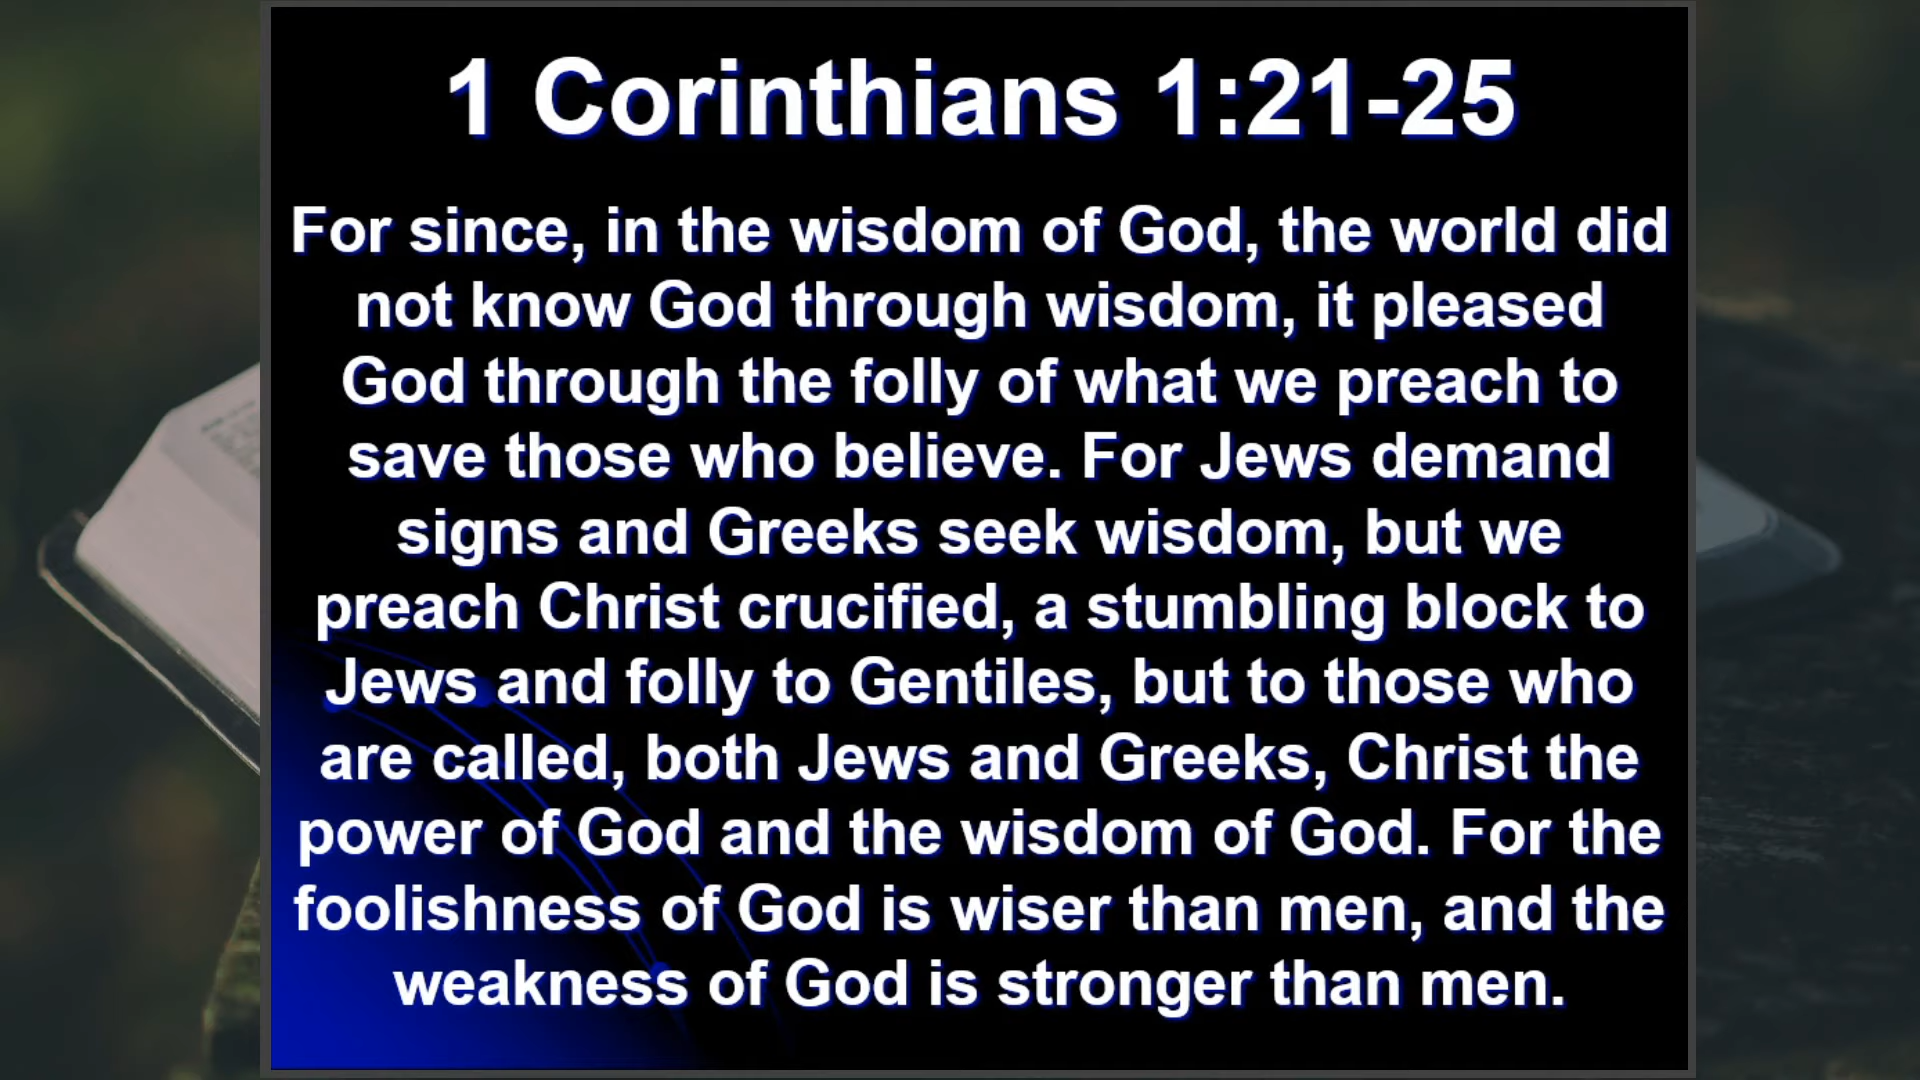 1 Corinthians 1:21-25
For since, in the wisdom of God, the world did
not know God through wisdom, it pleased
God through the folly of what we preach to
save those who believe. For Jews demand
signs and Greeks seek wisdom, but we
preach Christ crucified, a stumbling block to
Jews and folly to Gentiles, but to those who
are called, both Jews and Greeks, Christ the
power of God and the wisdom of God. For the
foolishness of God is wiser than men, and the
weakness of God is stronger than men.